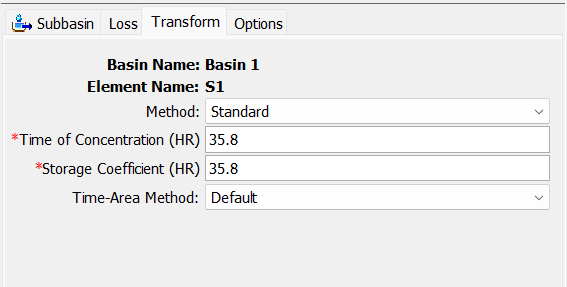 Subbasin Loss Transform Options
Basin Name: Basin 1
Element Name: S1
Method: Standard
*Time of Concentration (HR) 35.8
*Storage Coefficient (HR) 35.8
Time-Area Method: Default